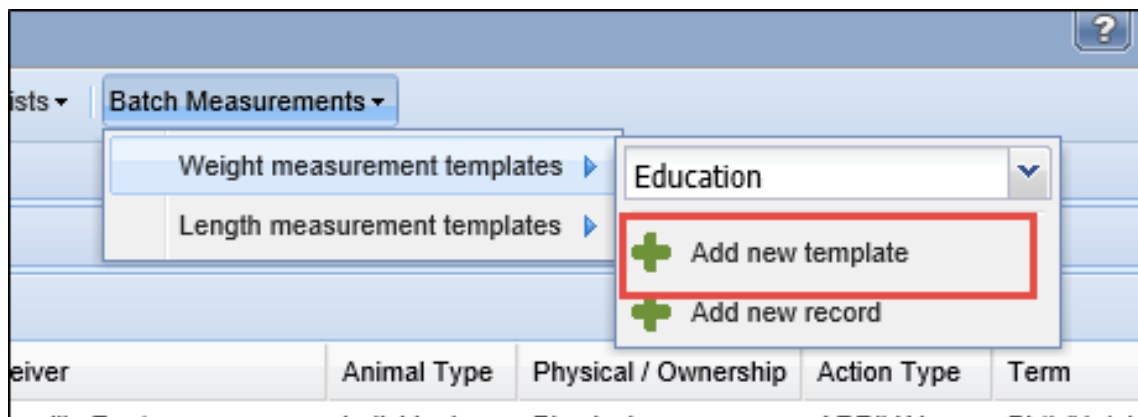 ?
ists Batch Measurements
Weight measurement templates
Education
Length measurement templates
Add new template
Add new record
eiver Animal Type Physical / Ownership Action Type Term